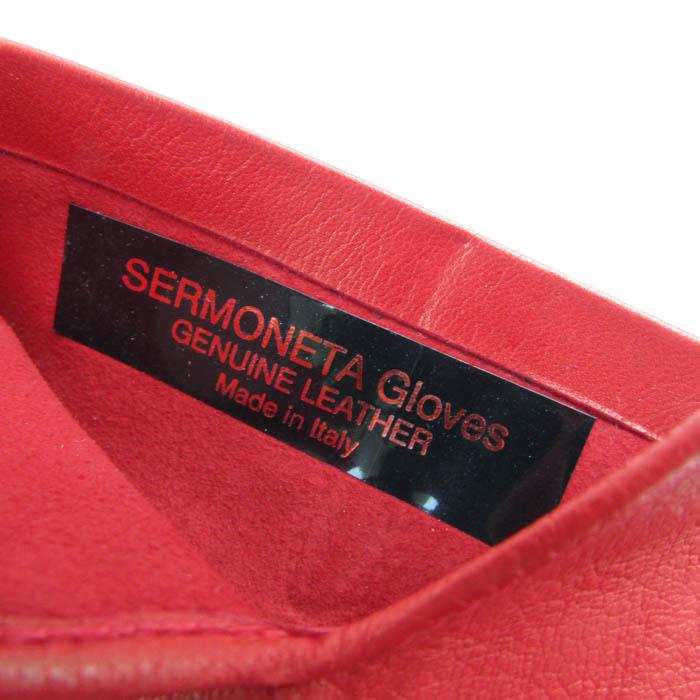 SERMONETA Gloves
GENUINE LEATHER
Made in Italy